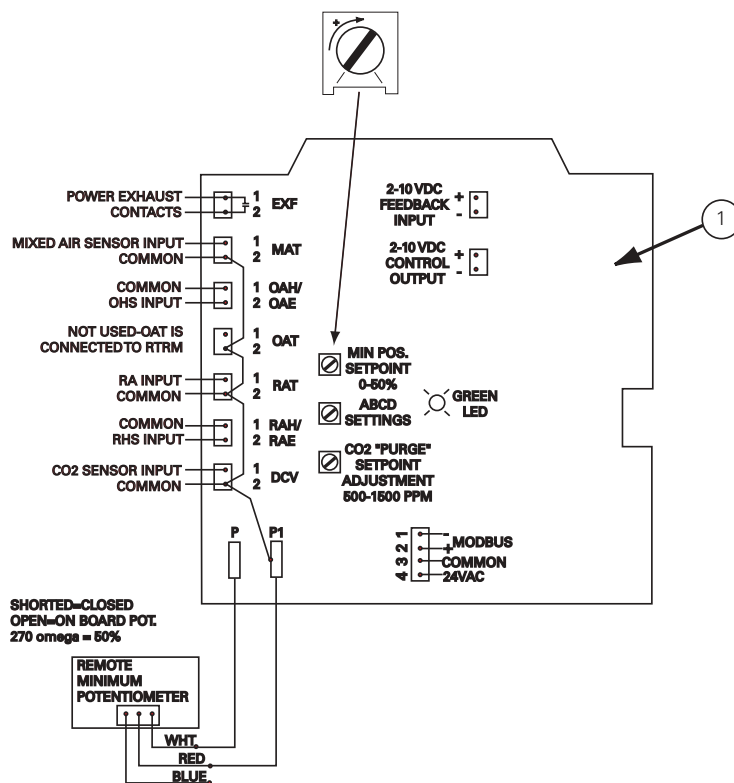 +
1
POWER EXHAUST
CONTACTS
1
2
EXF
MIXED AIR SENSOR INPUT
COMMON
1
2
MAT
COMMON
OHS INPUT
1
2
OAH/
OAE
NOT USED-OAT IS
CONNECTED TO RTRM
1
2
OAT
RA INPUT
COMMON
1
2
RAT
COMMON
RHS INPUT
1
2
RAH/
RAE
CO2 SENSOR INPUT
COMMON
1
2
DCV
2-10 VDC
FEEDBACK
INPUT
+
-
2-10 VDC
CONTROL
OUTPUT
+
-
MIN POS.
SETPOINT
0-50%
ABCD
SETTINGS
GREEN
LED
CO2 "PURGE"
SETPOINT
ADJUSTMENT
500-1500 PPM
P
P1
1
2
3
4
-
+
MODBUS
COMMON
24VAC
SHORTED=CLOSED
OPEN=ON BOARD POT.
270 omega = 50%
REMOTE
MINIMUM
POTENTIOMETER
WHT
RED
BLUE